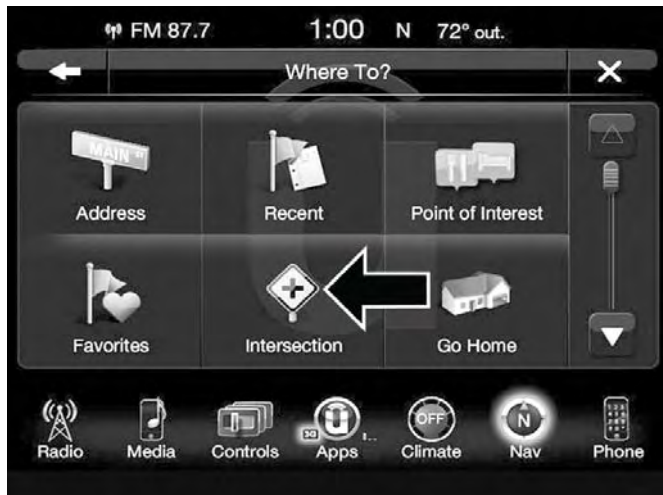 FM 87.7 1:00 N 72° out.
Where To?
MAIN
Address Recent Point of Interest
Favorites Intersection Go Home
OFF N
3G
Radio Media Controls Apps Climate Nav Phone